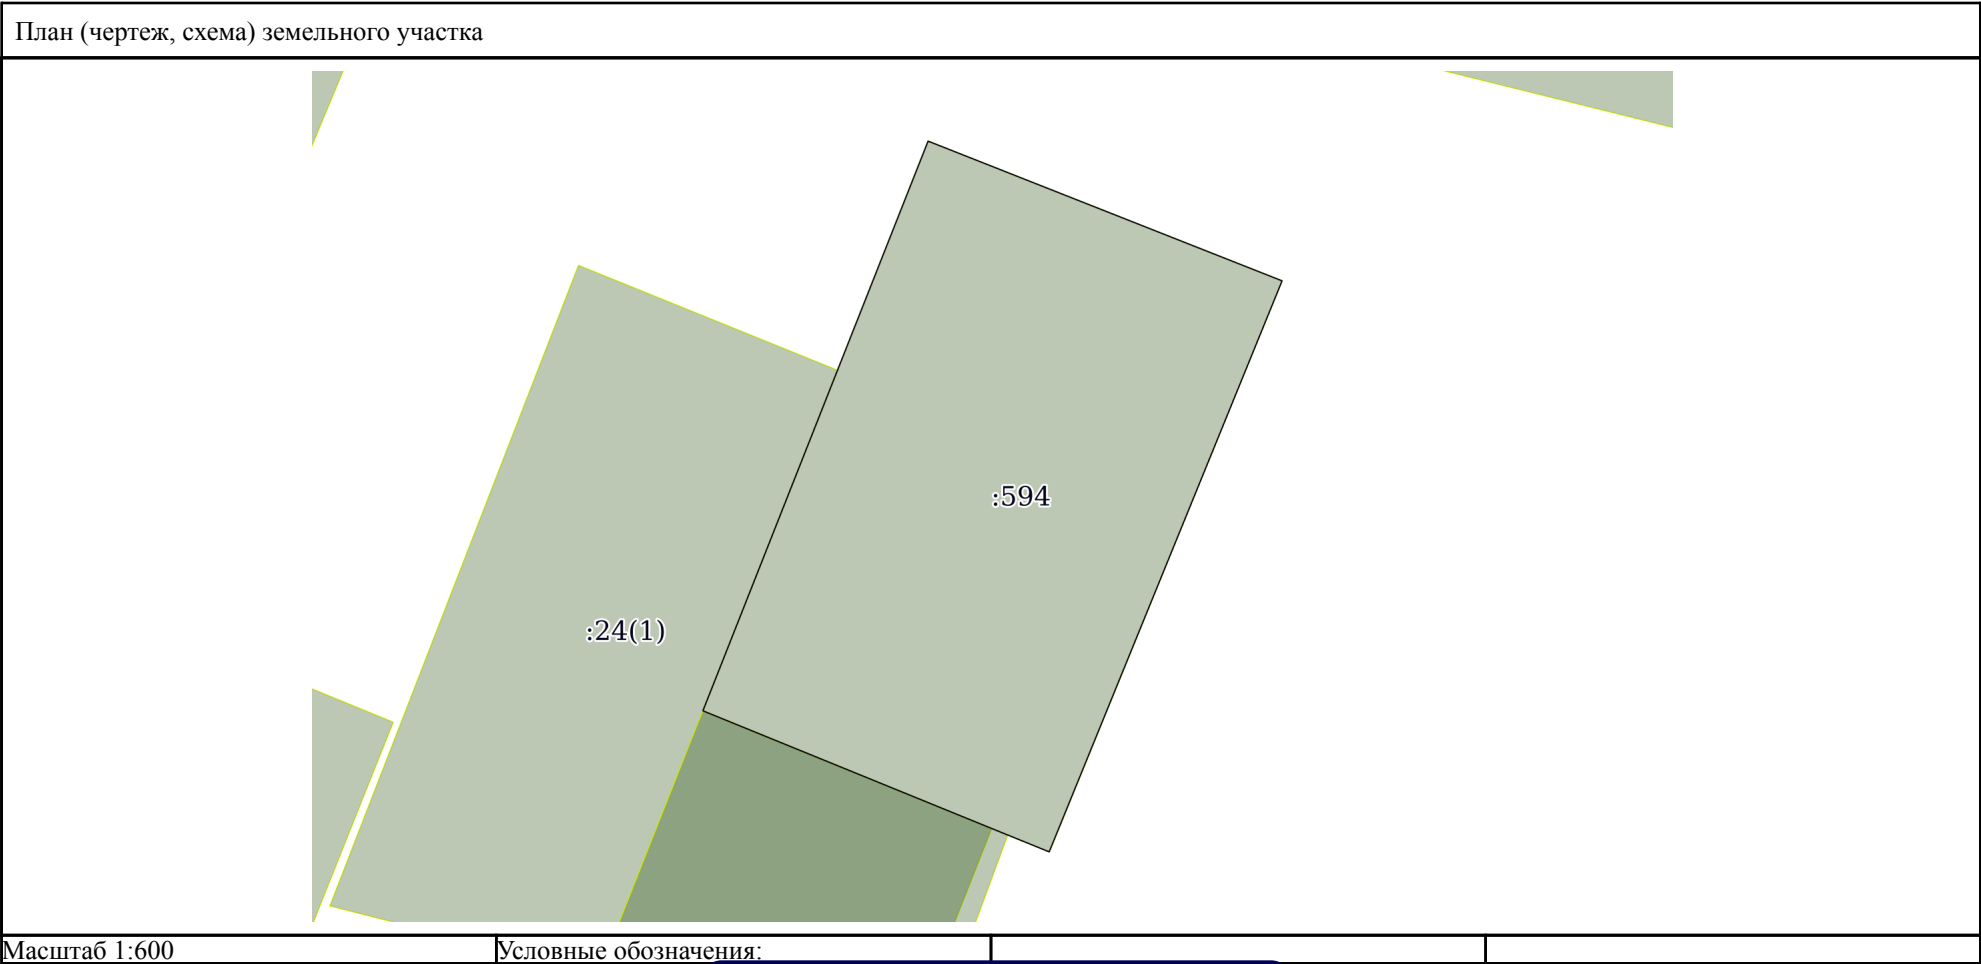 План (чертеж, схема) земельного участка
:594
:24(1)
Масштаб 1:600
Условные обозначения: